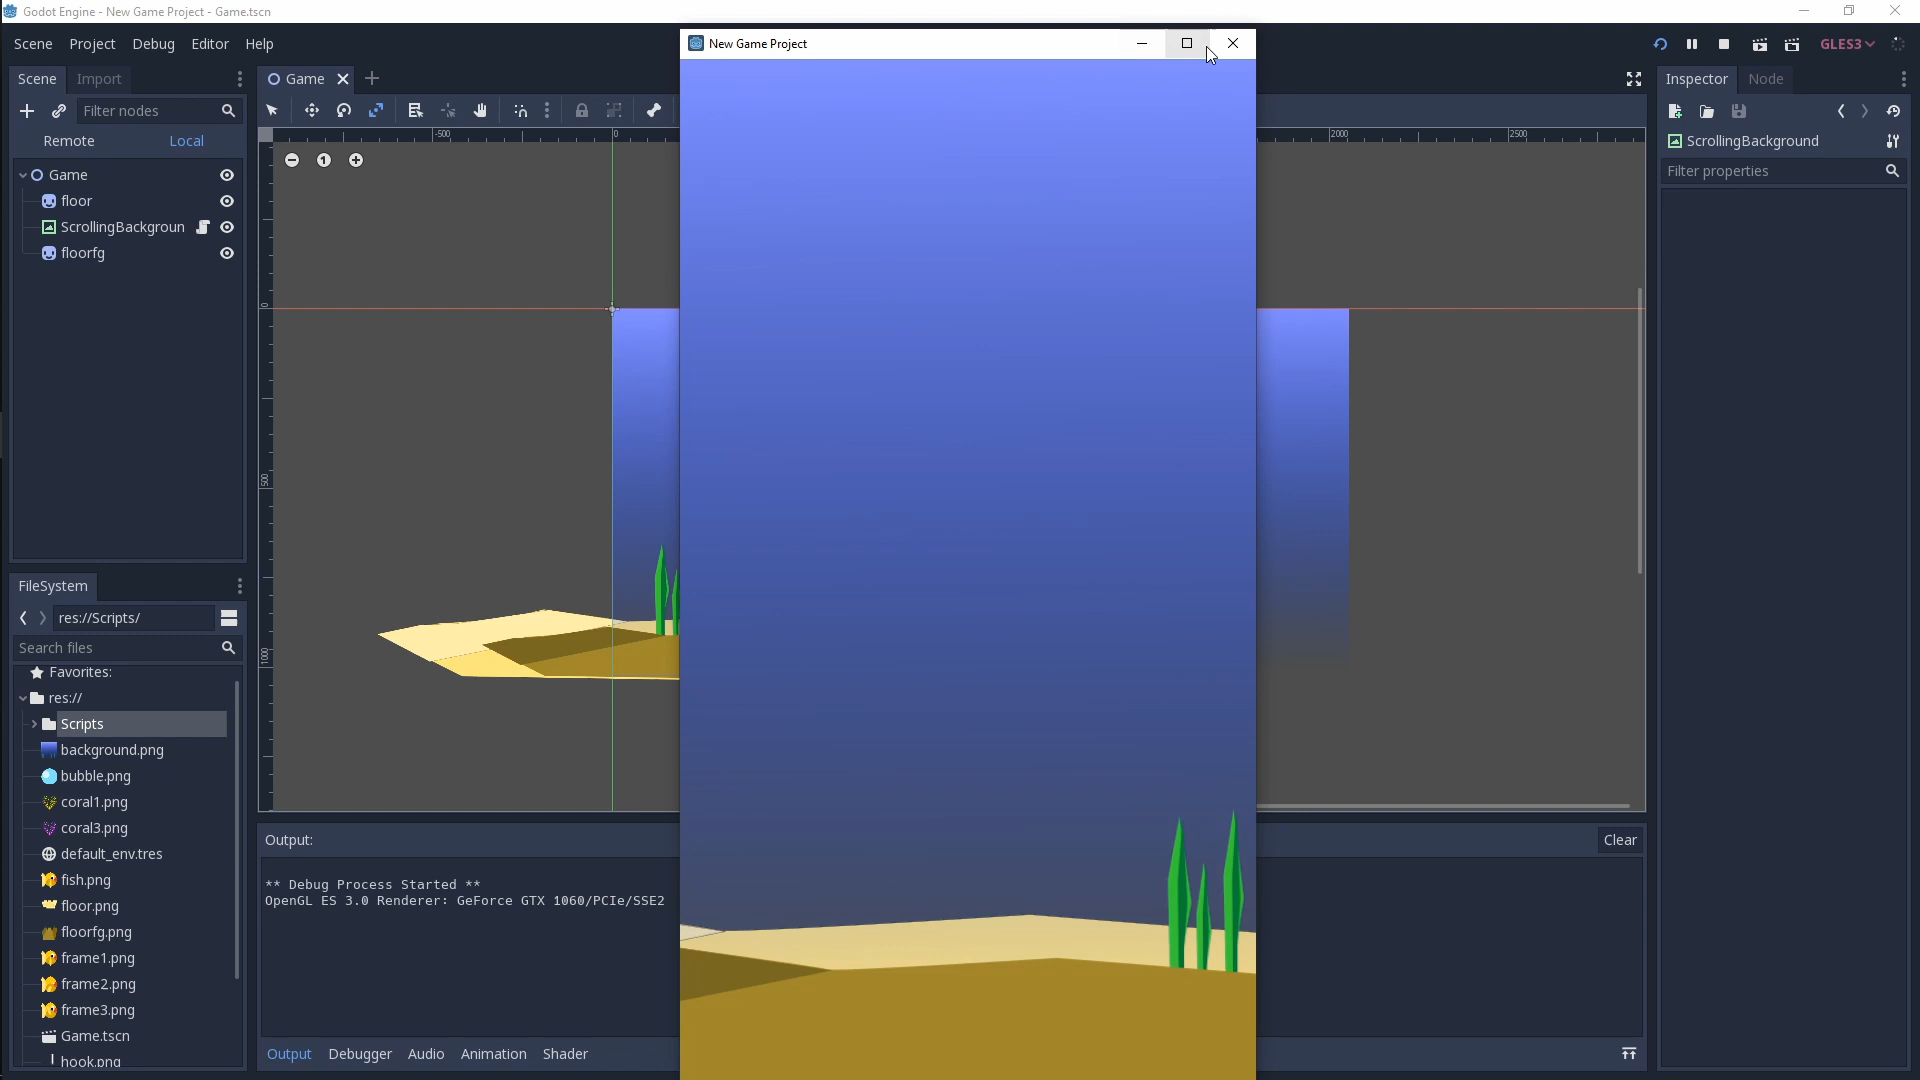 Godot Engine - New Game Project - Game.tscn
Scene Project Debug Editor Help
GLES3
New Game Project
Scene Import
Game
Inspector Node
Filter nodes
Remote Local
-500 0 2000 2500
0
500
1000
1
Game
floor
ScrollingBackgroun
floorfg
ScrollingBackground
Filter properties
FileSystem
res://Scripts/
Search files
Favorites:
res://
Scripts
background.png
bubble.png
coral1.png
coral3.png
default_env.tres
fish.png
floor.png
floorfg.png
frame1.png
frame2.png
frame3.png
Game.tscn
hook.png
Output:
Clear
** Debug Process Started **
OpenGL ES 3.0 Renderer: GeForce GTX 1060/PCIe/SSE2
Output Debugger Audio Animation Shader